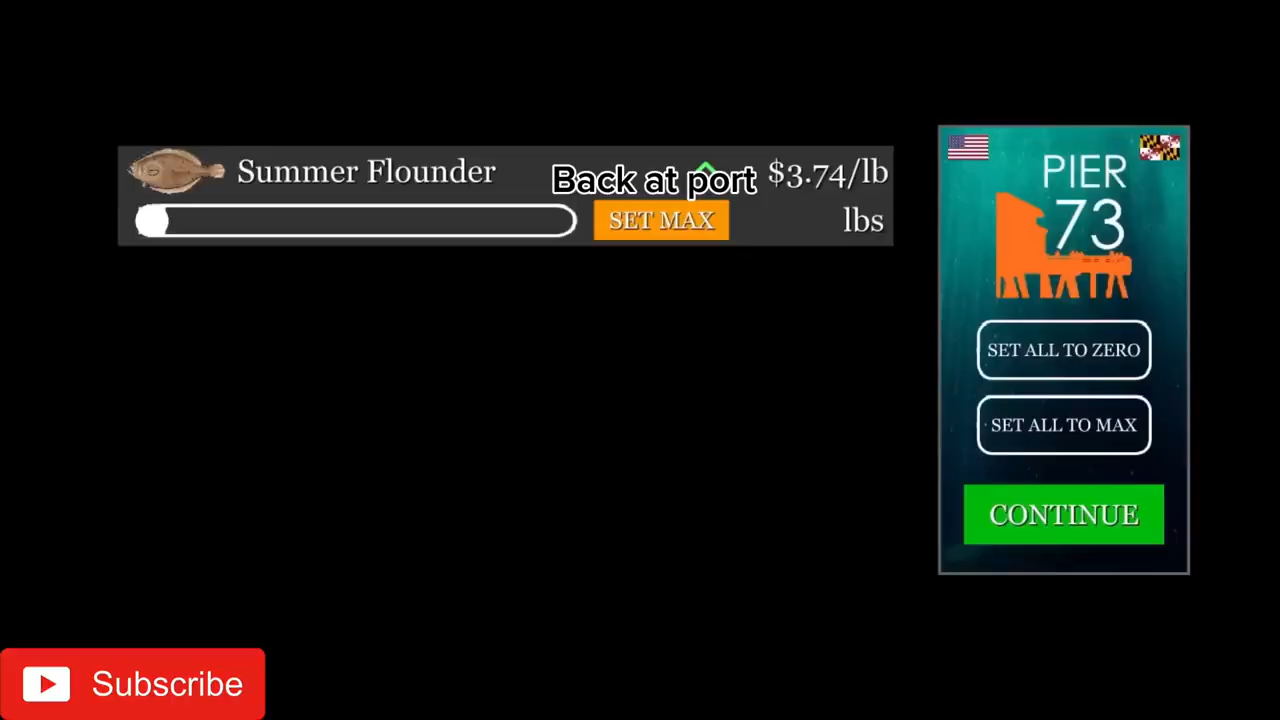 Summer Flounder
Back at port
$3.74/lb
SET MAX
lbs
PIER
73
SET ALL TO ZERO
SET ALL TO MAX
CONTINUE
Subscribe